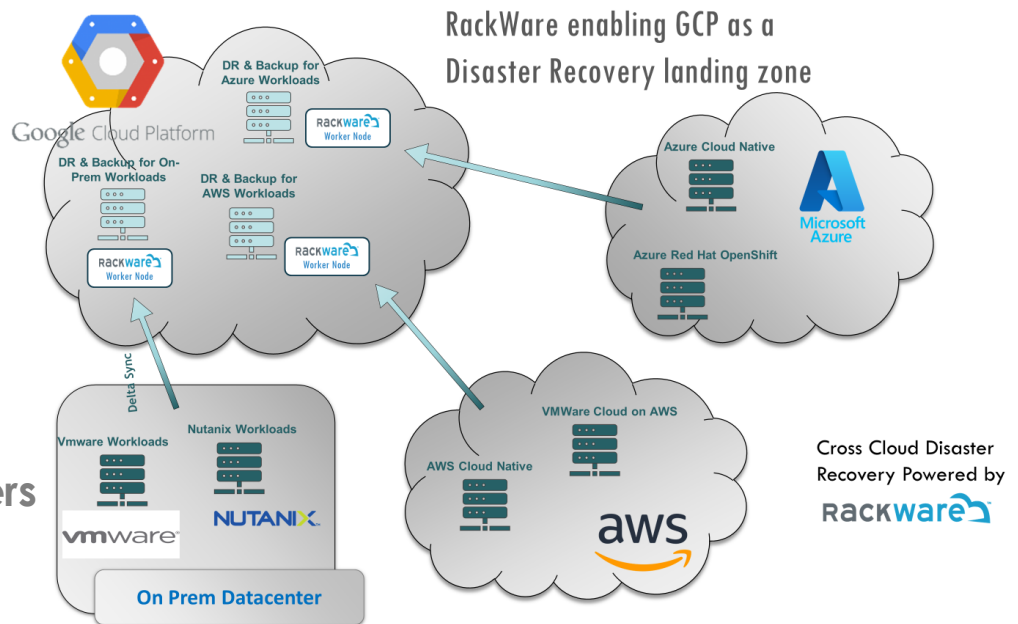 RackWare enabling GCP as a
Disaster Recovery landing zone
Google Cloud Platform
DR & Backup for
Azure Workloads
Rackware
Worker Node
DR & Backup for On-
Prem Workloads
Rackware
Worker Node
DR & Backup for
AWS Workloads
Rackware
Worker Node
Azure Cloud Native
Microsoft
Azure
Azure Red Hat OpenShift
Delta Sync
Vmware Workloads
vmware®
Nutanix Workloads
NUTANIX™
On Prem Datacenter
ers
VMWare Cloud on AWS
AWS Cloud Native
aws
Cross Cloud Disaster
Recovery Powered by
Rackware™